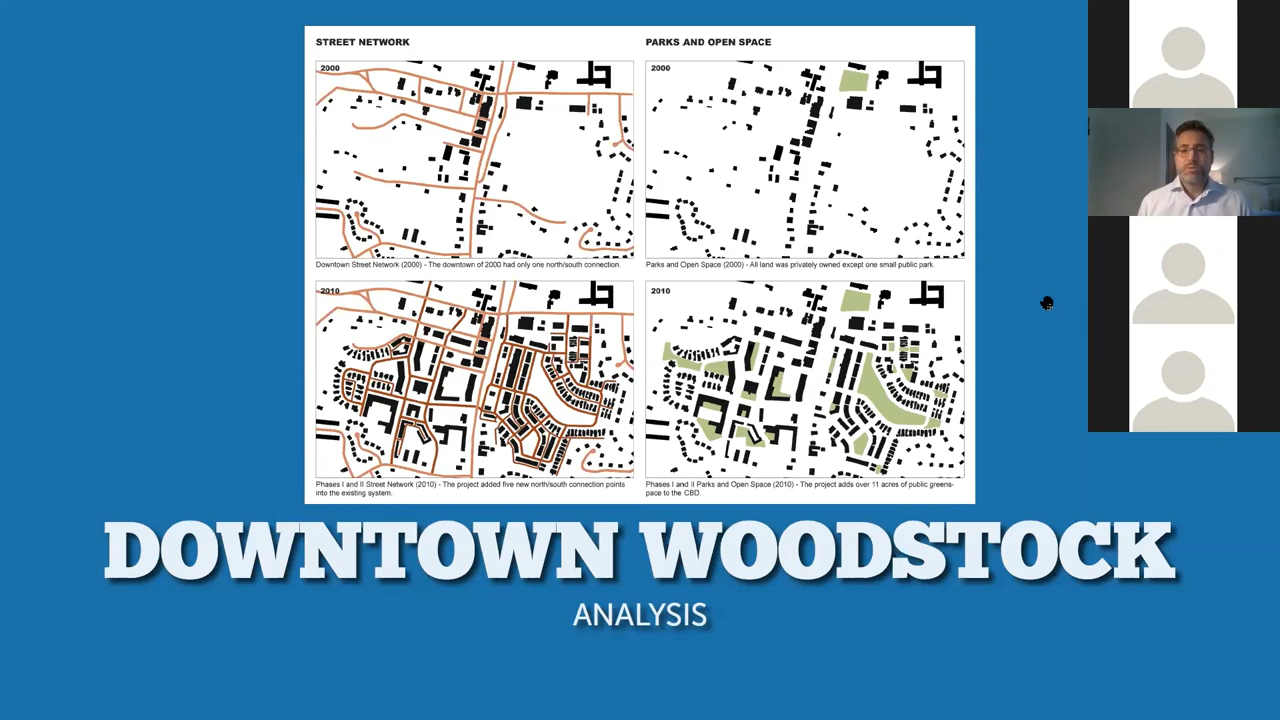 STREET NETWORK
PARKS AND OPEN SPACE
2000
2000
Downtown Street Network (2000) - The downtown of 2000 had only one north/south connection.
Parks and Open Space (2000) - All land was privately owned except one small public park.
2010
2010
Phases I and II Street Network (2010) - The project added five new north/south connection points
into the existing system.
Phases I and II Parks and Open Space (2010) - The project adds over 11 acres of public greens-
pace to the CBD.
DOWNTOWN WOODSTOCK
ANALYSIS